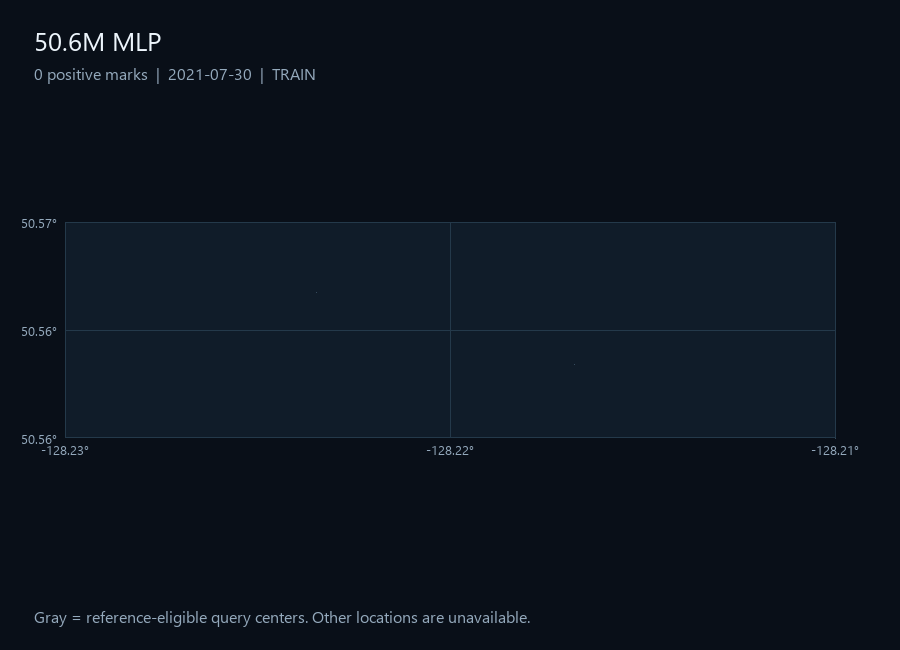 50.6M MLP
0 positive marks | 2021-07-30 | TRAIN
50.57°
50.56°
50.56°
-128.23° -128.22° -128.21°
Gray = reference-eligible query centers. Other locations are unavailable.